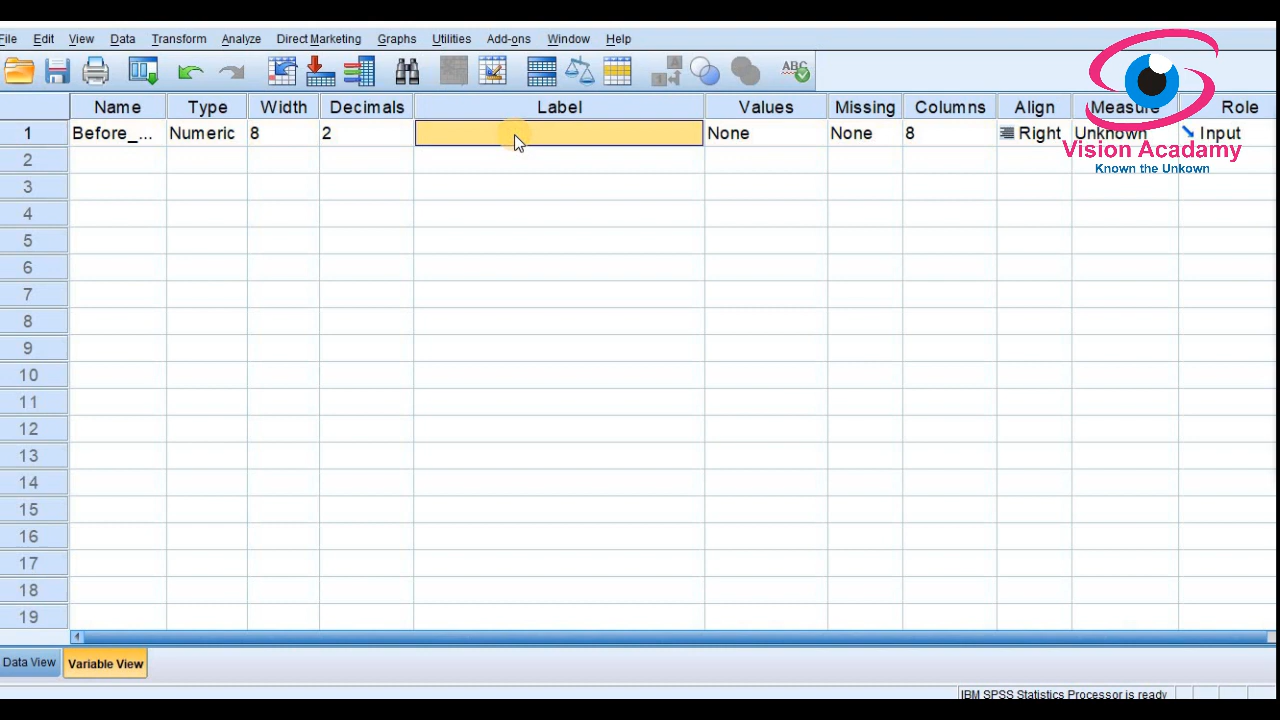 File Edit View Data Transform Analyze Direct Marketing Graphs Utilities Add-ons Window Help
ABC
A
Name Type Width Decimals Label Values Missing Columns Align Measure Role
1 Before_... Numeric 8 2 None None 8 Right Unknown Input
Vision Acadamy
Known the Unkown
2
3
4
5
6
7
8
9
10
11
12
13
14
15
16
17
18
19
Data View Variable View
IBM SPSS Statistics Processor is ready